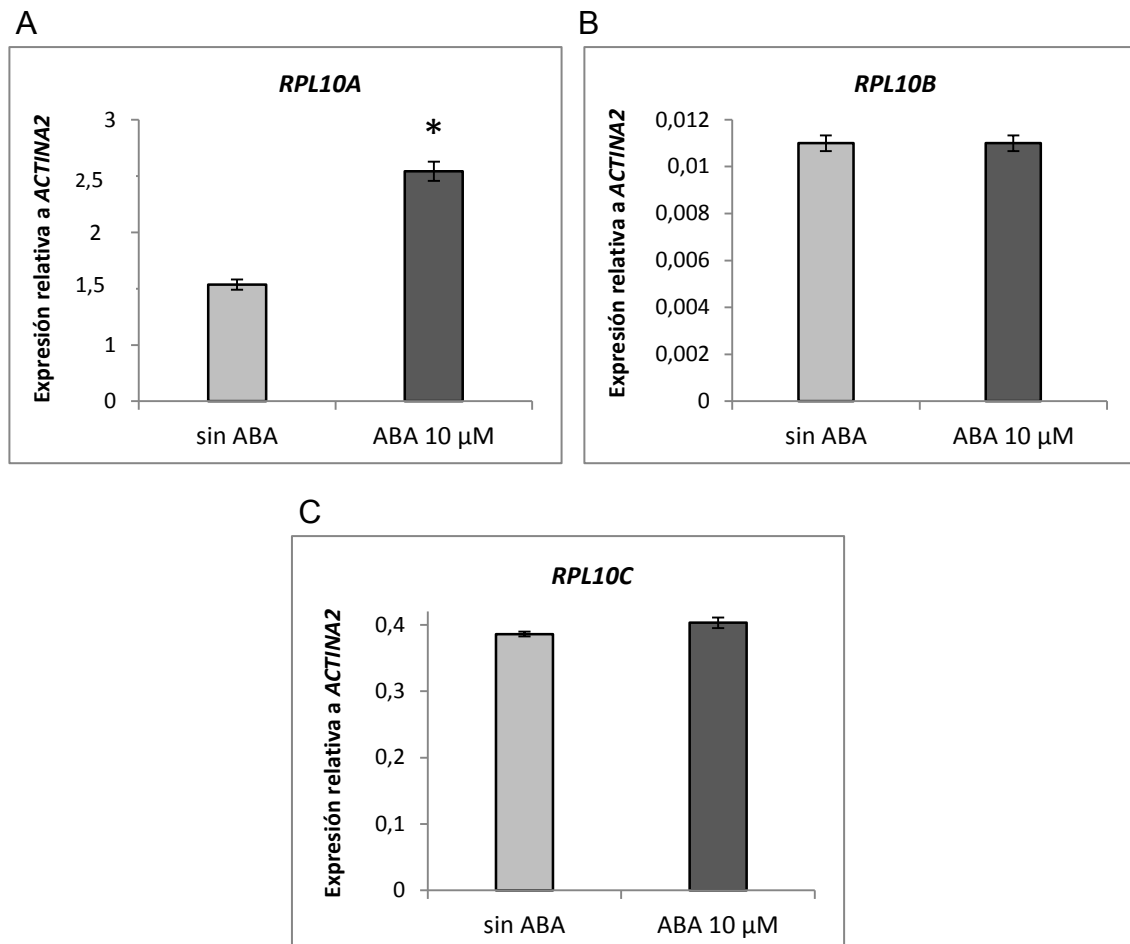 A
RPL10A
Expresión relativa a ACTINA2
3
2,5
2
1,5
1
0
*
sin ABA
ABA 10 µM
B
RPL10B
Expresión relativa a ACTINA2
0,012
0,01
0,008
0,006
0,004
0,002
0
sin ABA
ABA 10 µM
C
RPL10C
Expresión relativa a ACTINA2
0,4
0,3
0,2
0,1
0
sin ABA
ABA 10 µM